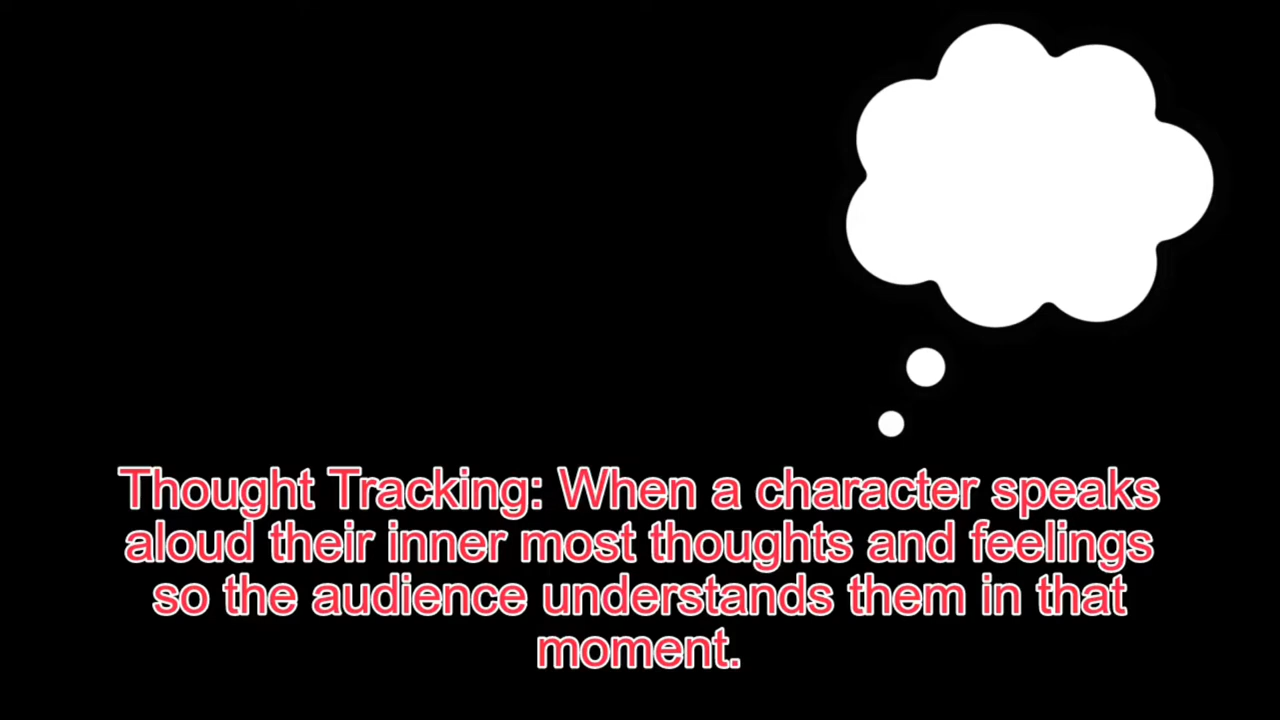 Thought Tracking: When a character speaks
aloud their inner most thoughts and feelings
so the audience understands them in that
moment.